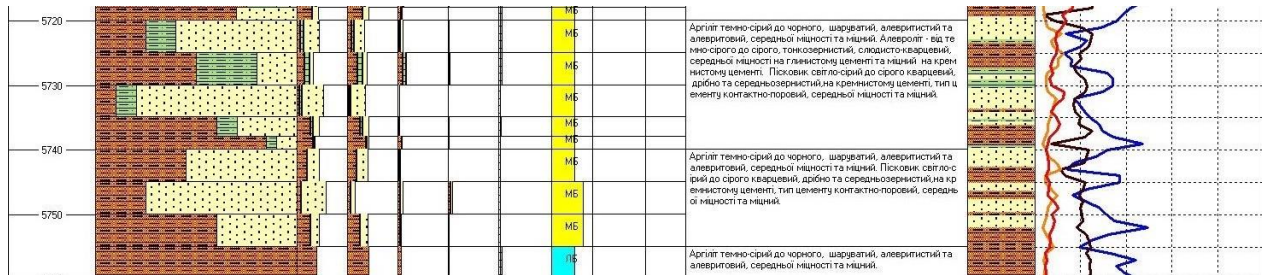 5720
5730
5740
5750
МБ
МБ
МБ
МБ
МБ
МБ
МБ
МБ
МБ
ПБ
Аргіліт темно-сірий до чорного, шаруватий, алевритистий та
алевритовий, середньої міцності та міцний. Алевроліт - від те
мно-сірого до сірого, тонкозернистий, слюдисто-кварцевий,
середньої міцності на глинистому цементі та міцний на крем
нистому цементі. Пісковик світло-сірий до сірого кварцевий,
дрібно та середньозернистий,на кремнистому цементі, тип ц
ементу контактно-поровий, середньої міцності та міцний.
Аргіліт темно-сірий до чорного, шаруватий, алевритистий та
алевритовий, середньої міцності та міцний. Пісковик світло-с
ірий до сірого кварцевий, дрібно та середньозернистий,на кр
емнистому цементі, тип цементу контактно-поровий, середнь
ої міцності та міцний.
Аргіліт темно-сірий до чорного, шаруватий, алевритистий та
алевритовий, середньої міцності та міцний.